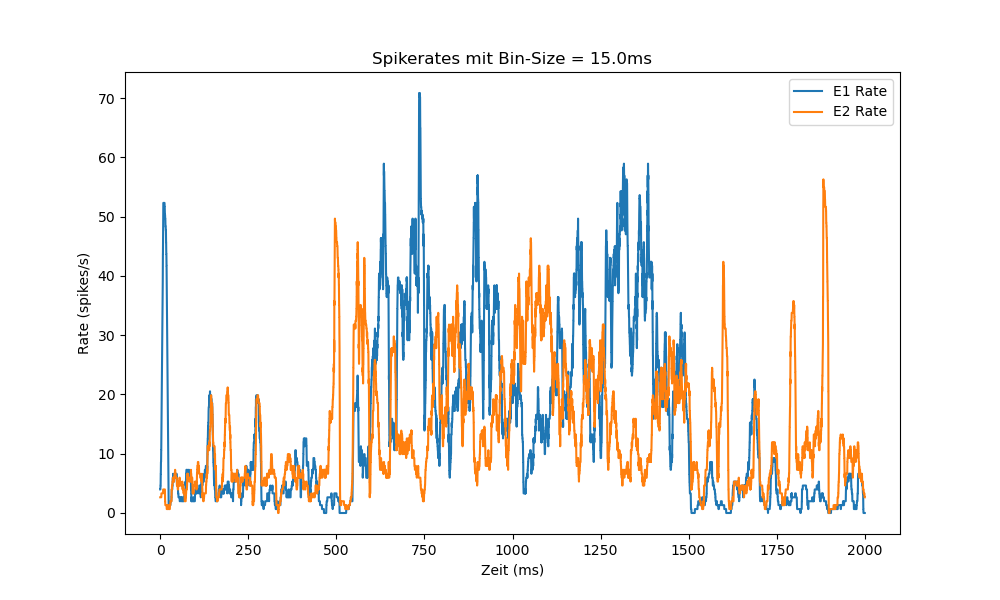 Spikerates mit Bin-Size = 15.0ms
E1 Rate
E2 Rate
Rate (spikes/s)
70
60
50
40
30
20
10
0
0 250 500 750 1000 1250 1500 1750 2000
Zeit (ms)